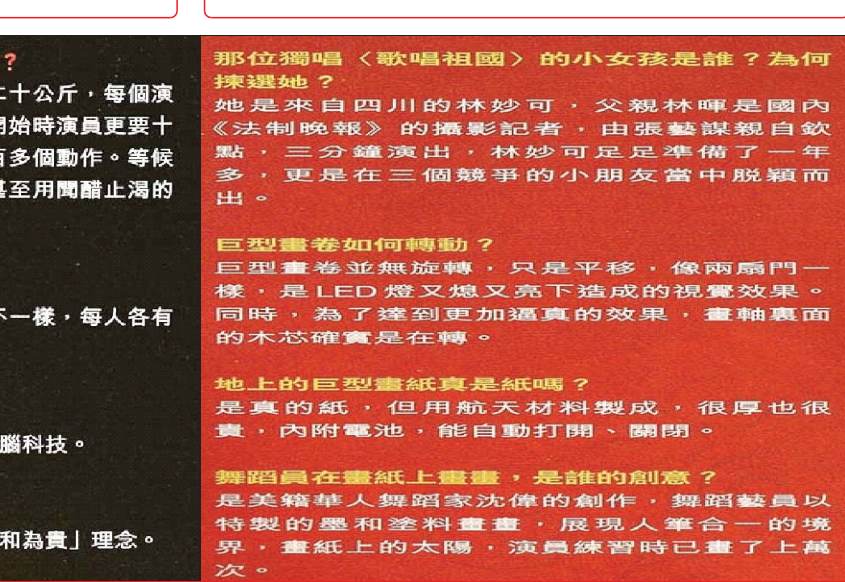 ？
二十公斤，每個演
開始時演員更要十
百多個動作。等候
甚至用聞醋止渴的
不一樣，每人各有
腦科技。
和為貴」理念。
那位獨唱〈歌唱祖國〉的小女孩是誰？為何
揀選她？
她是來自四川的林妙可，父親林暉是國內
《法制晚報》的攝影記者，由張藝謀親自欽
點，三分鐘演出，林妙可足足準備了一年
多，更是在三個競爭的小朋友當中脫穎而
出。
巨型畫卷如何轉動？
巨型畫卷並無旋轉，只是平移，像兩扇門一
樣，是LED燈又熄又亮下造成的視覺效果。
同時，為了達到更加逼真的效果，畫軸裏面
的木芯確實是在轉。
地上的巨型畫紙真是紙嗎？
是真的紙，但用航天材料製成，很厚也很
貴，內附電池，能自動打開、關閉。
舞蹈員在畫紙上畫畫，是誰的創意？
是美籍華人舞蹈家沈偉的創作，舞蹈藝員以
特製的墨和塗料畫畫，展現人筆合一的境
界，畫紙上的太陽，演員練習時已畫了上萬
次。